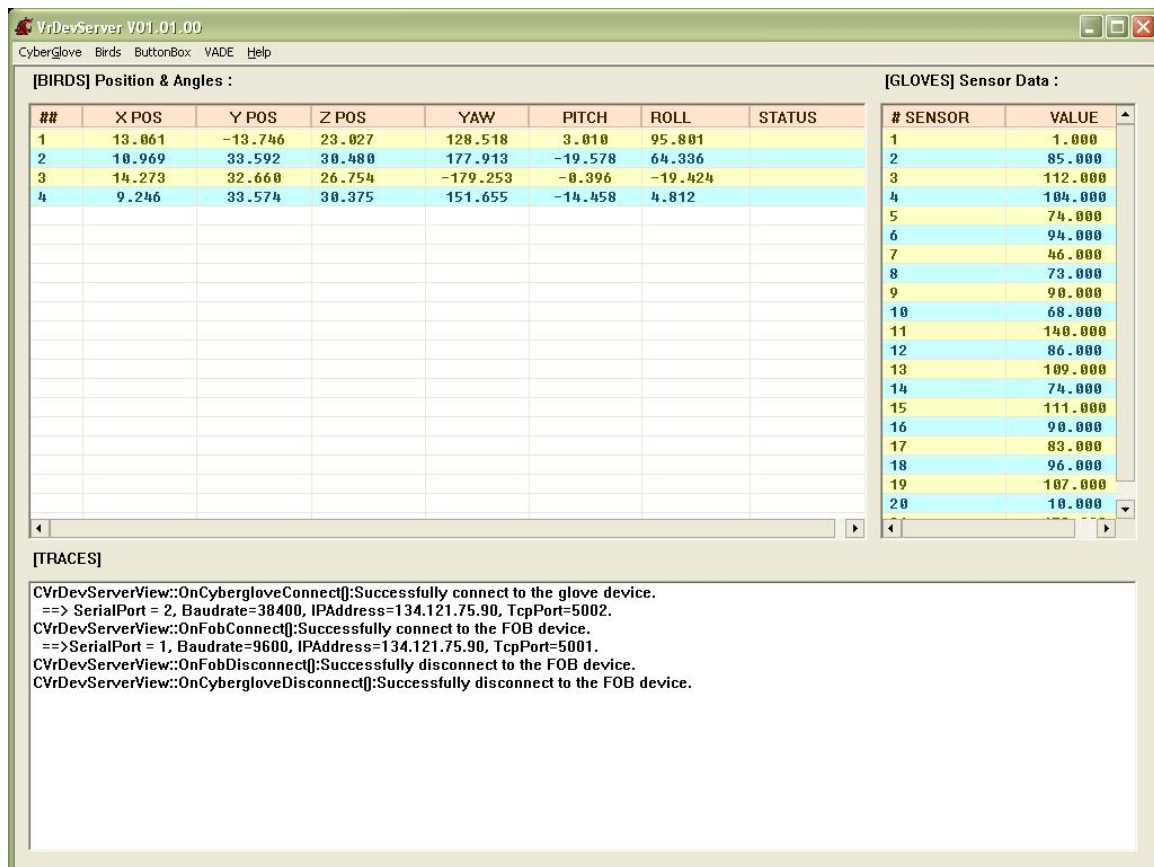 VrDevServer V01.01.00
CyberGlove Birds ButtonBox VADE Help
[BIRDS] Position & Angles :
## X POS Y POS Z POS YAW PITCH ROLL STATUS
1 13.061 -13.746 23.027 128.518 3.010 95.801
2 10.969 33.592 30.480 177.913 -19.578 64.336
3 14.273 32.660 26.754 -179.253 -0.396 -19.424
4 9.246 33.574 30.375 151.655 -14.458 4.812
[GLOVES] Sensor Data :
# SENSOR VALUE
1 1.000
2 85.000
3 112.000
4 104.000
5 74.000
6 94.000
7 46.000
8 73.000
9 90.000
10 68.000
11 140.000
12 86.000
13 109.000
14 74.000
15 111.000
16 90.000
17 83.000
18 96.000
19 107.000
20 10.000
[TRACES]
CVrDevServerView::OnCybergloveConnect():Successfully connect to the glove device.
==> SerialPort = 2, Baudrate=38400, IPAddress=134.121.75.90, TcpPort=5002.
CVrDevServerView::OnFobConnect():Successfully connect to the FOB device.
==>SerialPort = 1, Baudrate=9600, IPAddress=134.121.75.90, TcpPort=5001.
CVrDevServerView::OnFobDisconnect():Successfully disconnect to the FOB device.
CVrDevServerView::OnCybergloveDisconnect():Successfully disconnect to the FOB device.